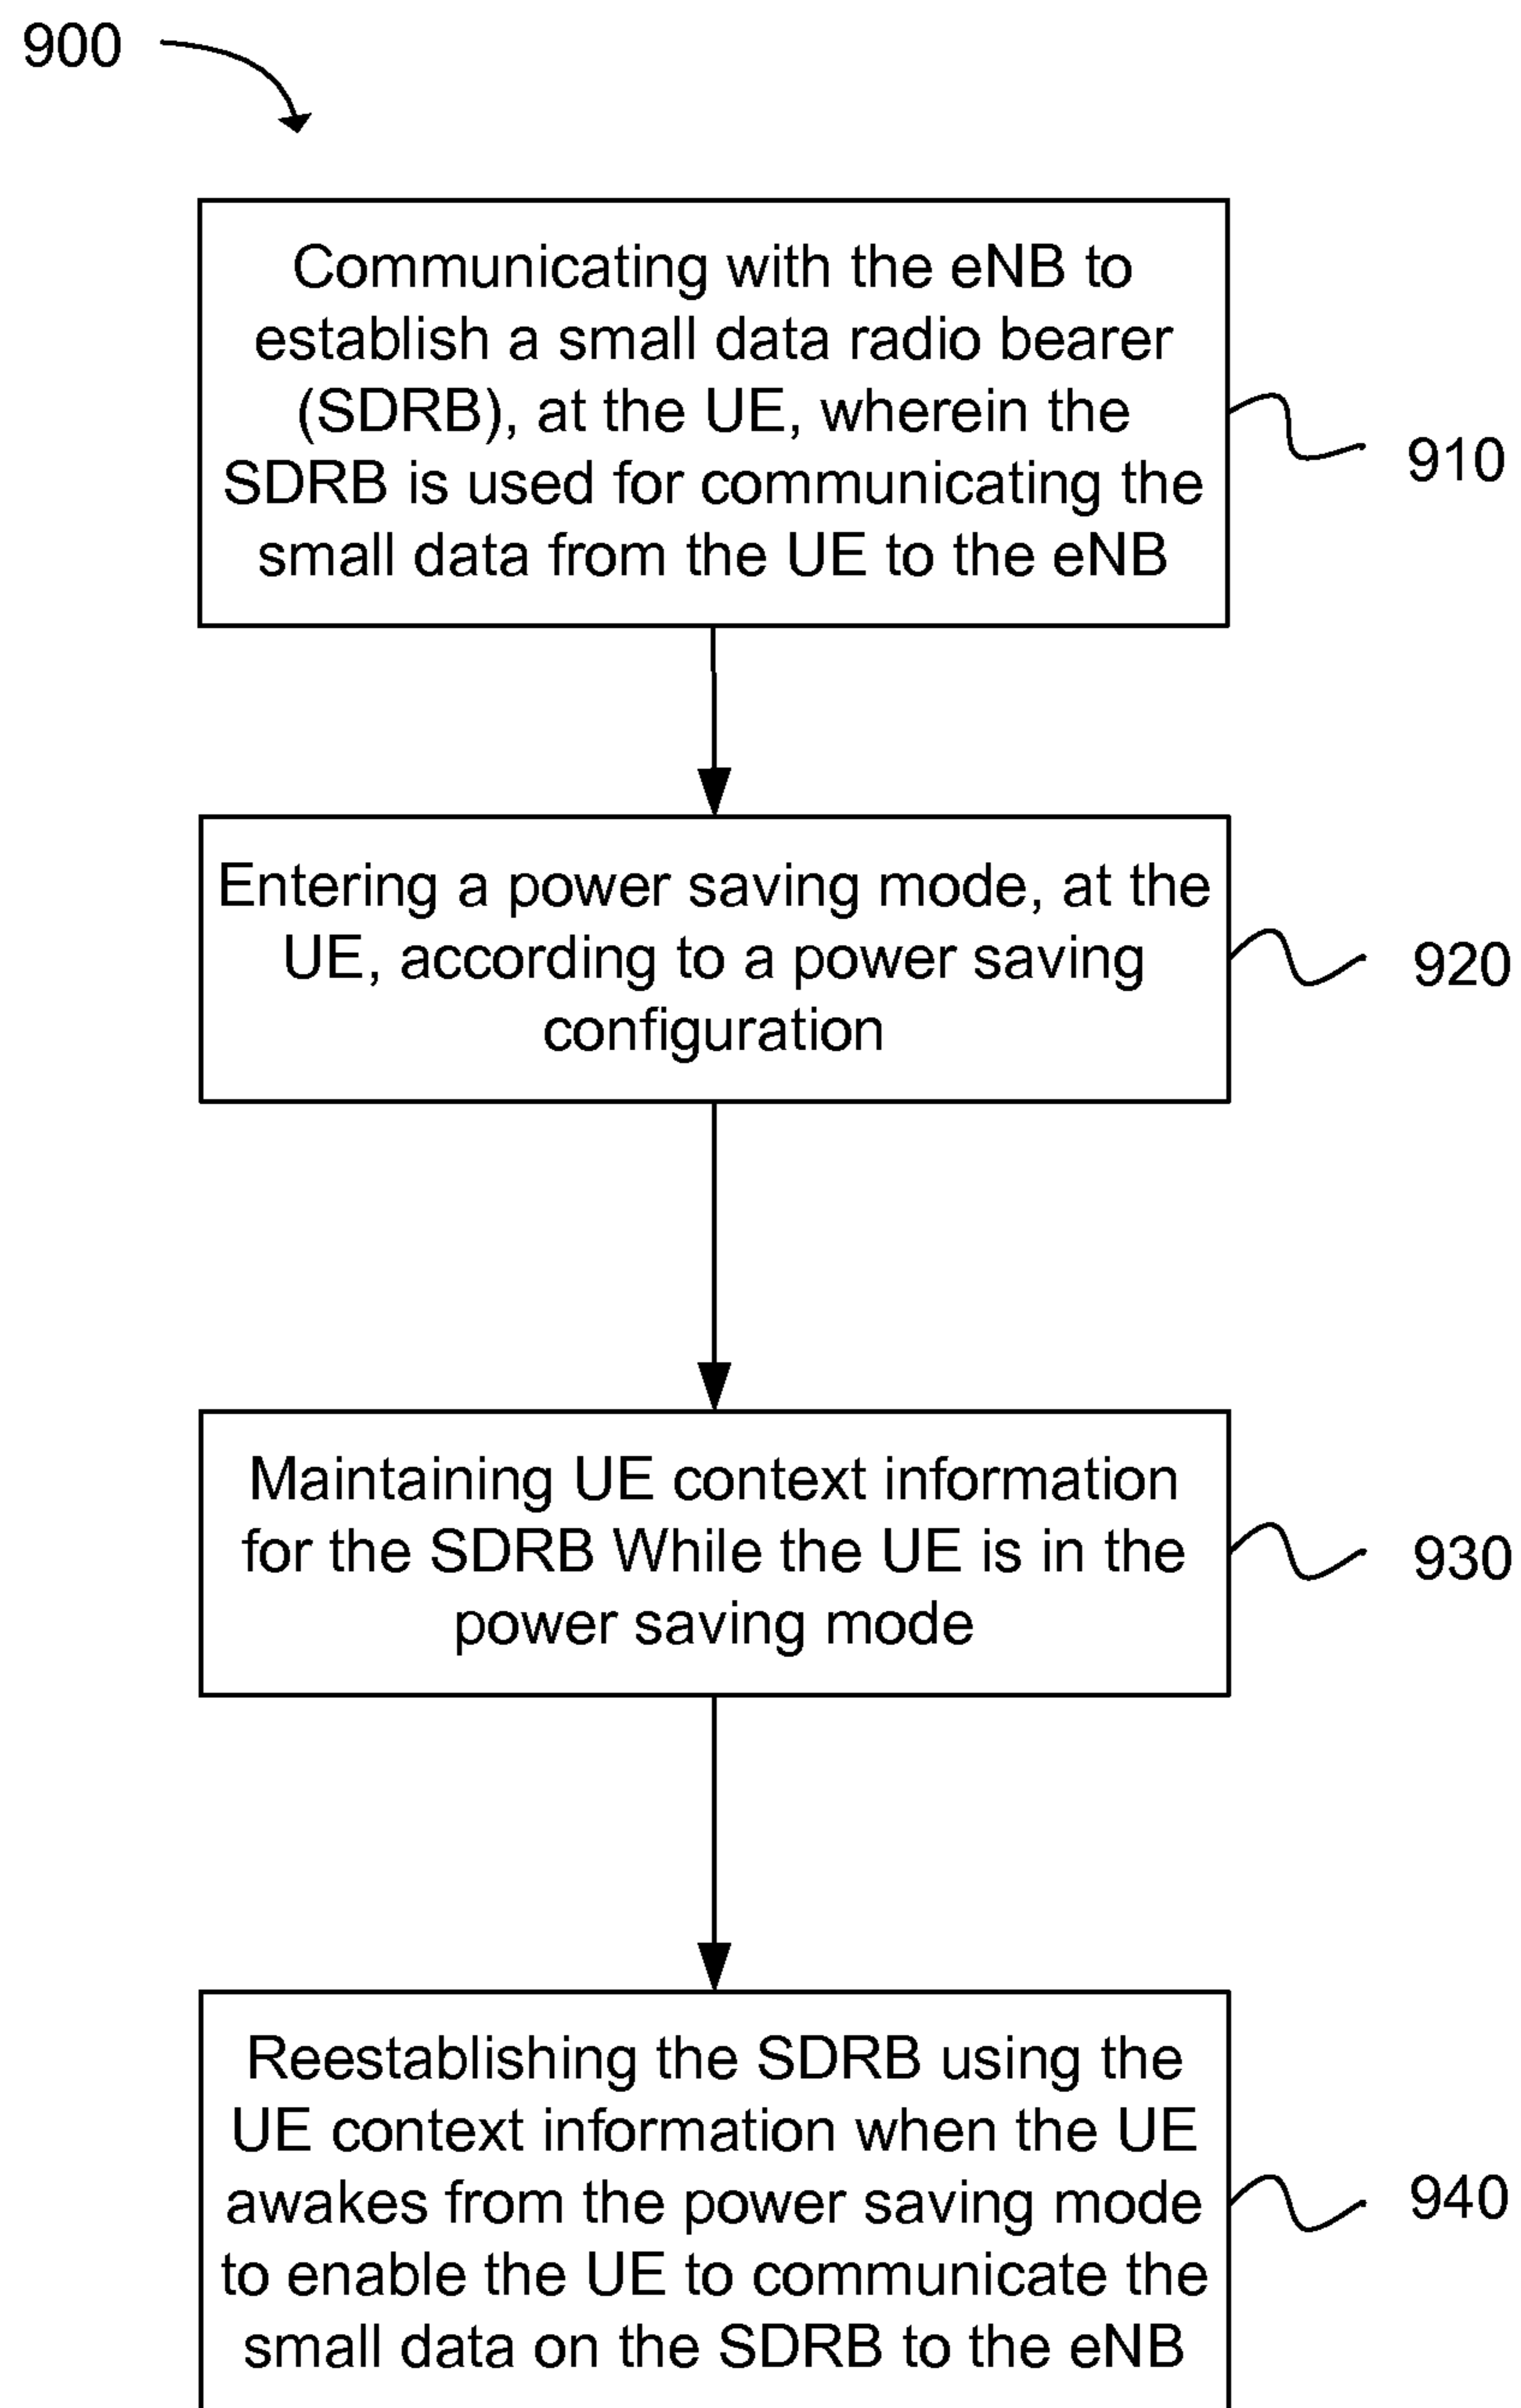 900
Communicating with the eNB to
establish a small data radio bearer
(SDRB), at the UE, wherein the
SDRB is used for communicating the
small data from the UE to the eNB
910
Entering a power saving mode, at the
UE, according to a power saving
configuration
920
Maintaining UE context information
for the SDRB While the UE is in the
power saving mode
930
Reestablishing the SDRB using the
UE context information when the UE
awakes from the power saving mode
to enable the UE to communicate the
small data on the SDRB to the eNB
940